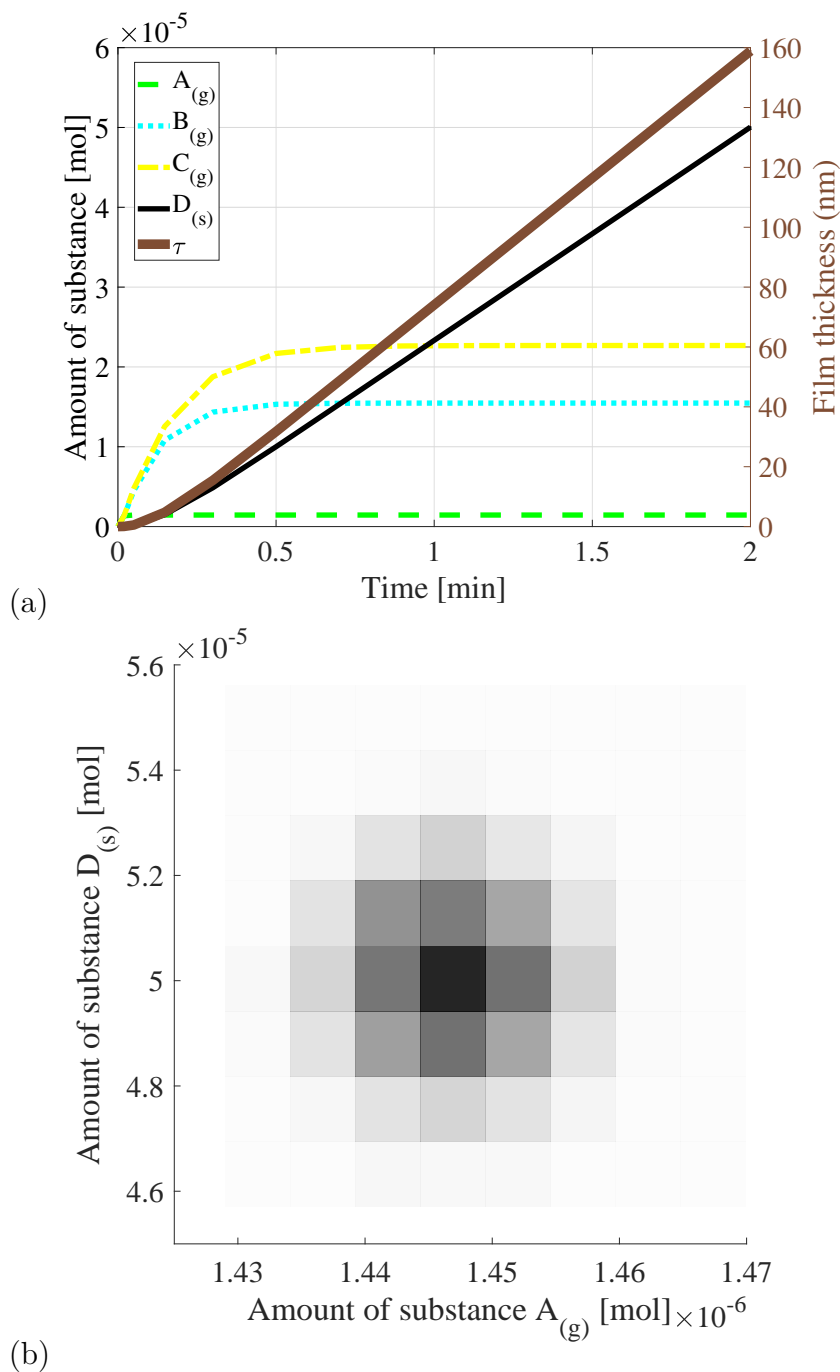 ×10⁻⁵
6
5
4
3
2
1
0
Amount of substance [mol]
A(g)
B(g)
C(g)
D(s)
τ
160
140
120
100
80
60
40
20
0
Film thickness (nm)
0 0.5 1 1.5 2
Time [min]
(a)
×10⁻⁵
5.6
5.4
5.2
5
4.8
4.6
Amount of substance D(s) [mol]
1.43 1.44 1.45 1.46 1.47
Amount of substance A(g) [mol] ×10⁻⁶
(b)